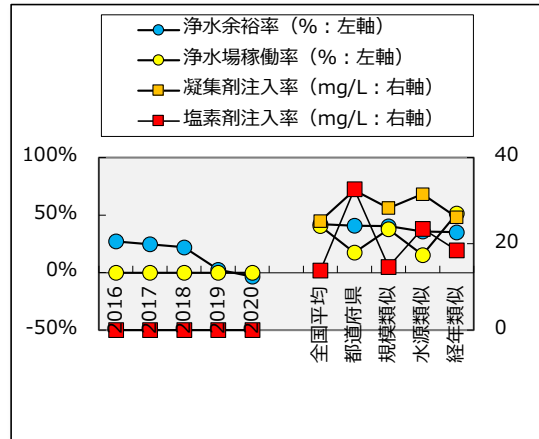 浄水余裕率（%：左軸）
浄水場稼働率（%：左軸）
凝集剤注入率（mg/L：右軸）
塩素剤注入率（mg/L：右軸）
100%
50%
0%
-50%
40
20
0
2016
2017
2018
2019
2020
全国平均
都道府県
規模類似
水源類似
経年類似